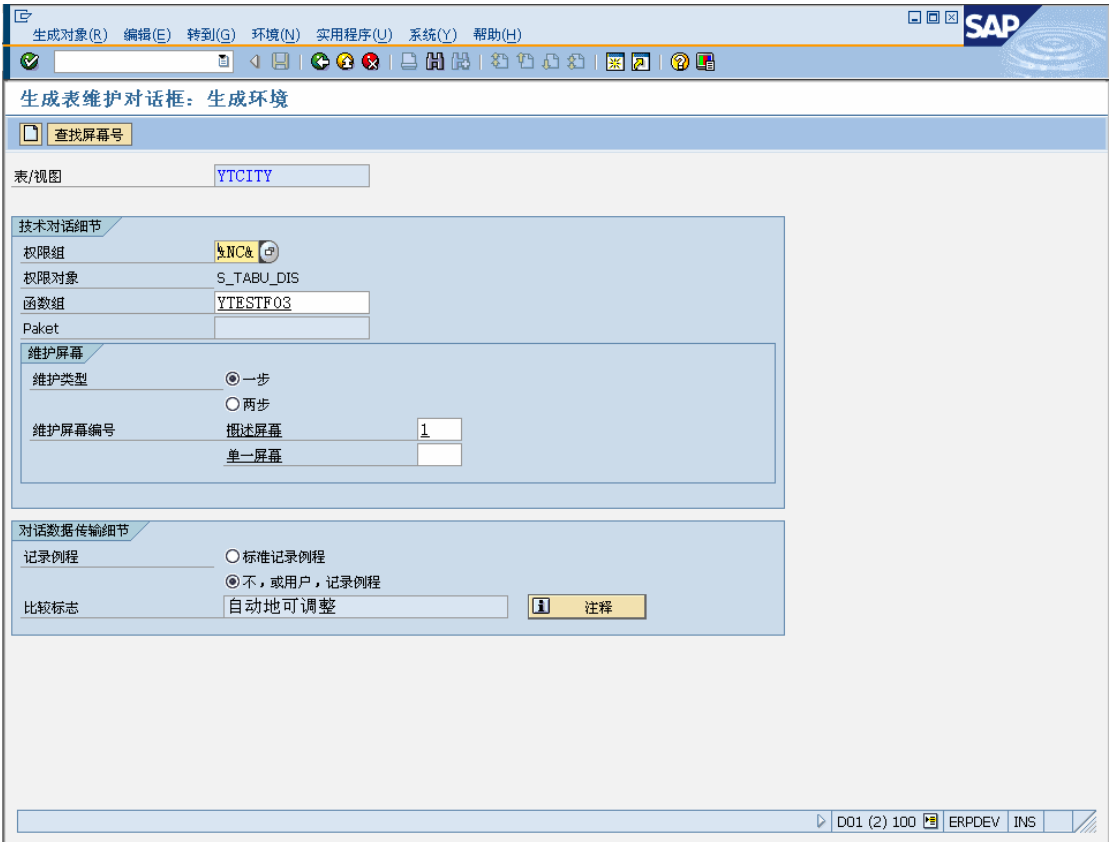 生成对象(R) 编辑(E) 转到(G) 环境(N) 实用程序(U) 系统(Y) 帮助(H)
SAP
生成表维护对话框：生成环境
查找屏幕号
表/视图 YTCITY
技术对话细节
权限组 &NC&
权限对象 S_TABU_DIS
函数组 YTESTF03
Paket
维护屏幕
维护类型 一步
两步
维护屏幕编号 概述屏幕 1
单一屏幕
对话数据传输细节
记录例程 标准记录例程
不，或用户，记录例程
比较标志 自动地可调整 注释
D01 (2) 100 ERPDEV INS